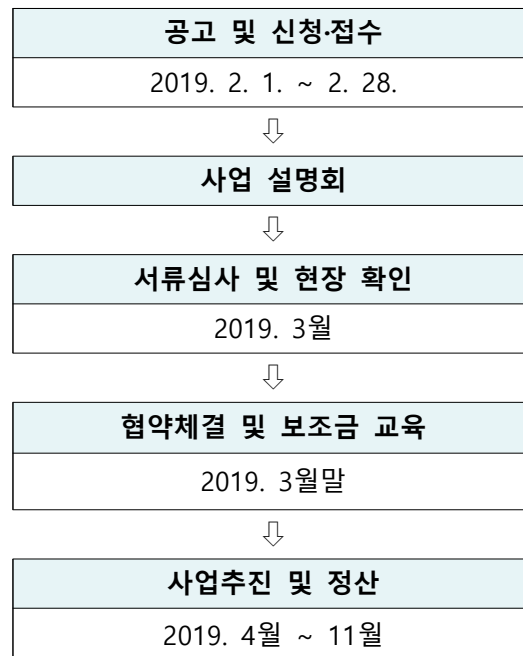 공고 및 신청·접수
2019. 2. 1. ~ 2. 28.
사업 설명회
서류심사 및 현장 확인
2019. 3월
협약체결 및 보조금 교육
2019. 3월말
사업추진 및 정산
2019. 4월 ~ 11월